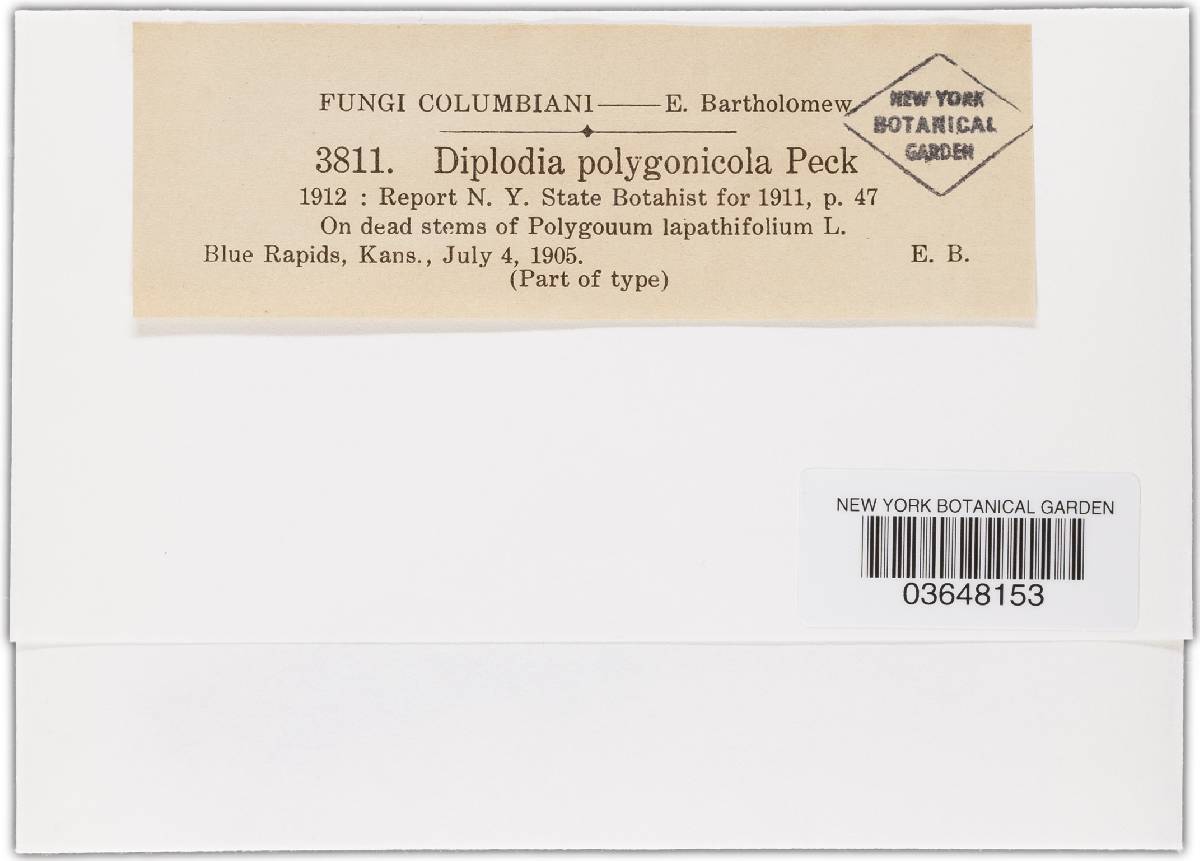 FUNGI COLUMBIANI——E. Bartholomew
NEW YORK
BOTANICAL
GARDEN
3811. Diplodia polygonicola Peck
1912 : Report N. Y. State Botahist for 1911, p. 47
On dead stems of Polygouum lapathifolium L.
Blue Rapids, Kans., July 4, 1905. E. B.
(Part of type)
NEW YORK BOTANICAL GARDEN
03648153